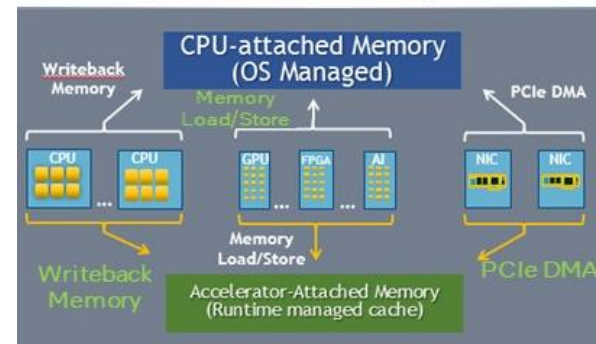 CPU-attached Memory
(OS Managed)
Writeback
Memory
Memory
Load/Store
PCIe DMA
CPU
CPU
GPU
FPGA
AI
NIC
NIC
...
...
...
...
Memory
Load/Store
Writeback
Memory
PCIe DMA
Accelerator-Attached Memory
(Runtime managed cache)